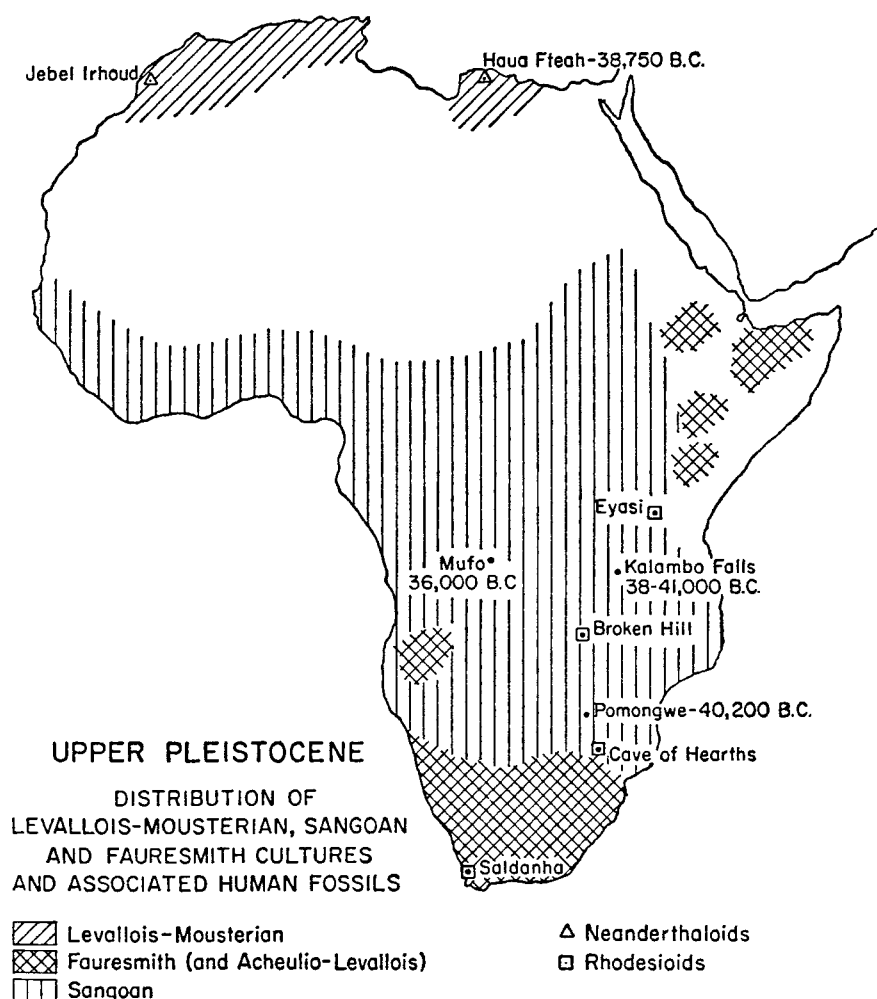 Jebel Irhoud
Haua Fteah-38,750 B.C.
Eyasi
Mufo
36,000 B.C
Kalambo Falls
38-41,000 B.C.
Broken Hill
Pomongwe-40,200 B.C.
Cave of Hearths
Saldanha
UPPER PLEISTOCENE
DISTRIBUTION OF
LEVALLOIS-MOUSTERIAN, SANGOAN
AND FAURESMITH CULTURES
AND ASSOCIATED HUMAN FOSSILS
Levallois-Mousterian
Fauresmith (and Acheulio-Levallois)
Sangoan
Neanderthaloids
Rhodesioids